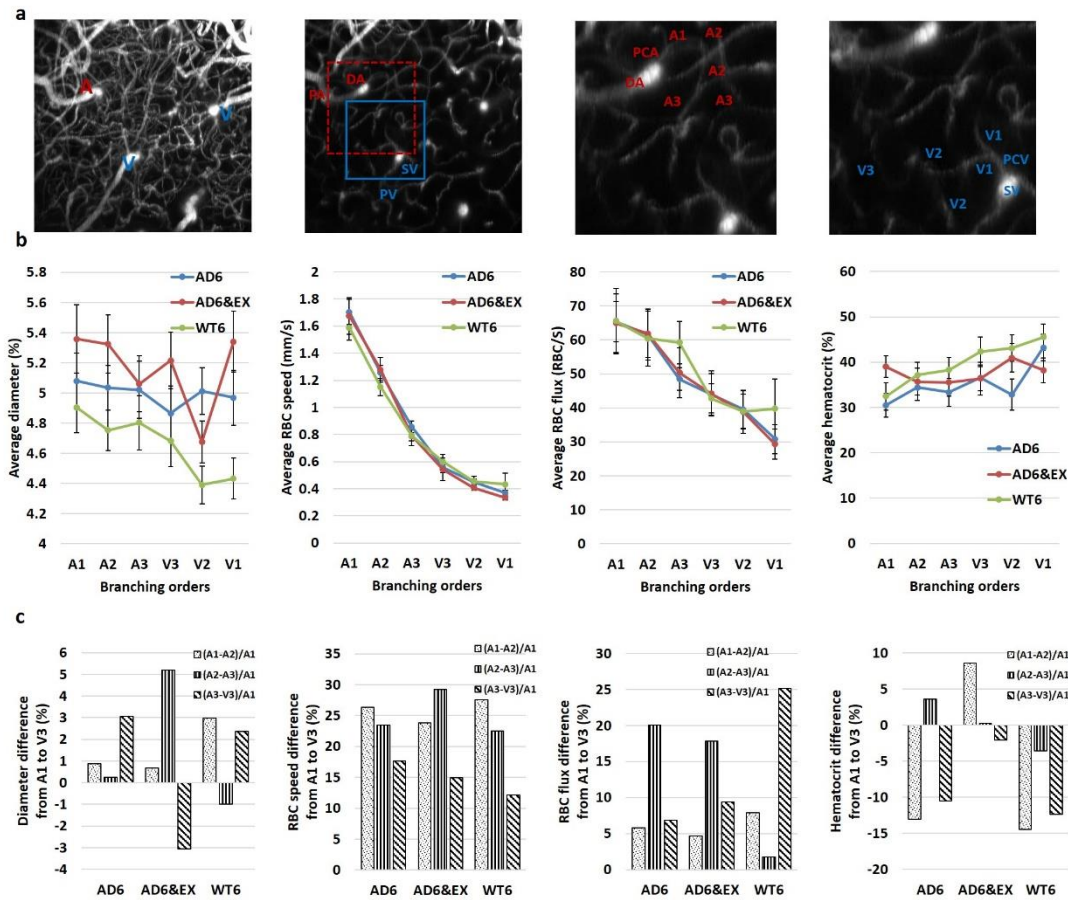 a
A
V
V
PA
DA
SV
PV
A1
A2
PCA
DA
A2
A3
A3
V1
V2
V1
PCV
V3
V2
SV
b
5.8
5.6
5.4
5.2
5
4.8
4.6
4.4
4.2
4
Average diameter (%)
AD6
AD6&EX
WT6
A1 A2 A3 V3 V2 V1
Branching orders
2
1.8
1.6
1.4
1.2
1
0.8
0.6
0.4
0.2
0
Average RBC speed (mm/s)
AD6
AD6&EX
WT6
A1 A2 A3 V3 V2 V1
Branching orders
80
70
60
50
40
30
20
10
0
Average RBC flux (RBC/S)
AD6
AD6&EX
WT6
A1 A2 A3 V3 V2 V1
Branching orders
60
50
40
30
20
10
0
Average hematocrit (%)
AD6
AD6&EX
WT6
A1 A2 A3 V3 V2 V1
Branching orders
c
6
5
4
3
2
1
0
-1
-2
-3
-4
Diameter difference
from A1 to V3 (%)
(A1-A2)/A1
(A2-A3)/A1
(A3-V3)/A1
AD6 AD6&EX WT6
30
25
20
15
10
5
0
RBC speed difference
from A1 to V3 (%)
(A1-A2)/A1
(A2-A3)/A1
(A3-V3)/A1
AD6 AD6&EX WT6
30
25
20
15
10
5
0
RBC flux difference
from A1 to V3 (%)
(A1-A2)/A1
(A2-A3)/A1
(A3-V3)/A1
AD6 AD6&EX WT6
10
5
0
-5
-10
-15
-20
Hematocrit difference
from A1 to V3 (%)
(A1-A2)/A1
(A2-A3)/A1
(A3-V3)/A1
AD6 AD6&EX WT6